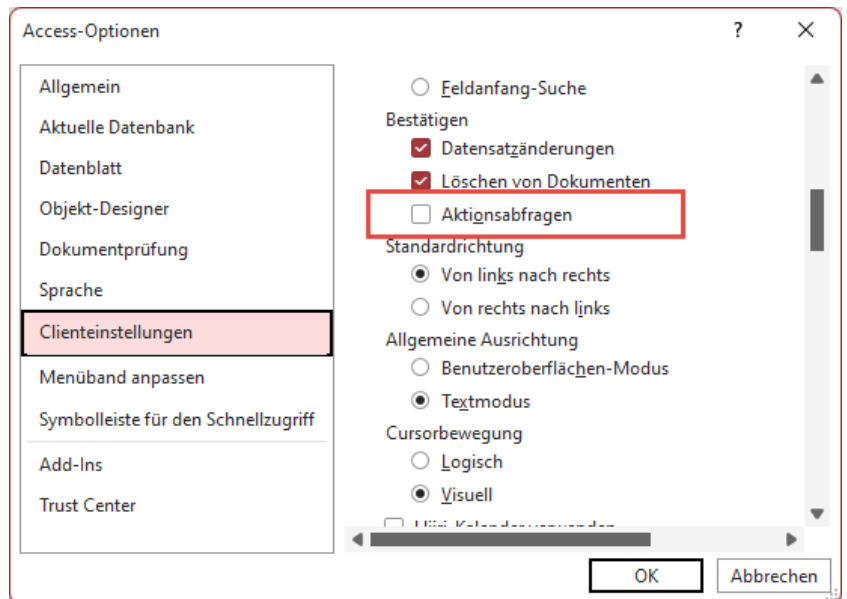 Access-Optionen
?
Allgemein
Aktuelle Datenbank
Datenblatt
Objekt-Designer
Dokumentprüfung
Sprache
Clienteinstellungen
Menüband anpassen
Symbolleiste für den Schnellzugriff
Add-Ins
Trust Center
Feldanfang-Suche
Bestätigen
Datensatzänderungen
Löschen von Dokumenten
Aktionsabfragen
Standardrichtung
Von links nach rechts
Von rechts nach links
Allgemeine Ausrichtung
Benutzeroberflächen-Modus
Textmodus
Cursorbewegung
Logisch
Visuell
OK
Abbrechen